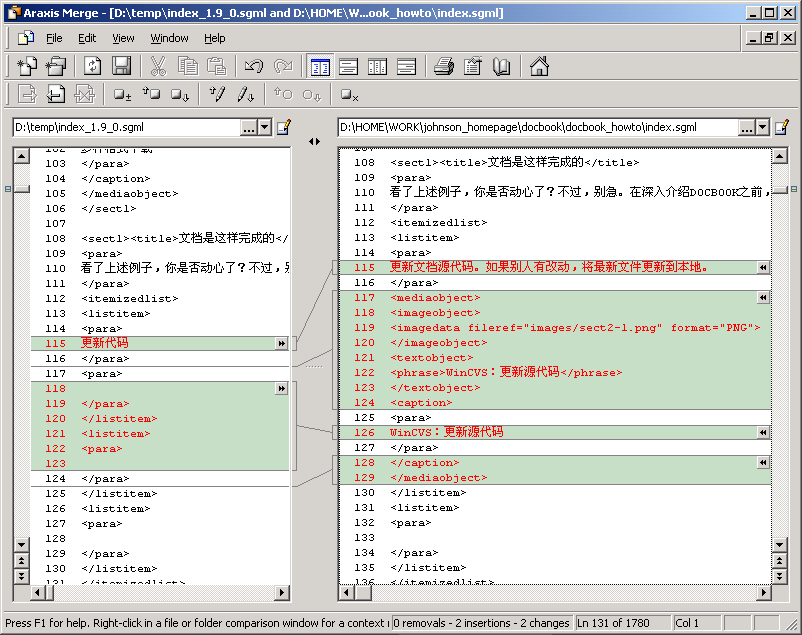 Araxis Merge - [D:\temp\index_1.9_0.sgml and D:\HOME\W...ook_howto\index.sgml]
File Edit View Window Help
D:\temp\index_1.9_0.sgml
102 多种格式下载
103 </para>
104 </caption>
105 </mediaobject>
106 </sect1>
107
108 <sect1><title>文档是这样完成的</
109 <para>
110 看了上述例子，你是否动心了？不过，别
111 </para>
112 <itemizedlist>
113 <listitem>
114 <para>
115 更新代码
116 </para>
117 <para>
118
119 </para>
120 </listitem>
121 <listitem>
122 <para>
123
124 </para>
125 </listitem>
126 <listitem>
127 <para>
128
129 </para>
130 </listitem>
131 </itemizedlist>
D:\HOME\WORK\johnson_homepage\docbook\docbook_howto\index.sgml
108 <sect1><title>文档是这样完成的</title>
109 <para>
110 看了上述例子，你是否动心了？不过，别急。在深入介绍DOCBOOK之前，
111 </para>
112 <itemizedlist>
113 <listitem>
114 <para>
115 更新文档源代码。如果别人有改动，将最新文件更新到本地。
116 </para>
117 <mediaobject>
118 <imageobject>
119 <imagedata fileref="images/sect2-1.png" format="PNG">
120 </imageobject>
121 <textobject>
122 <phrase>WinCVS：更新源代码</phrase>
123 </textobject>
124 <caption>
125 <para>
126 WinCVS：更新源代码
127 </para>
128 </caption>
129 </mediaobject>
130 </listitem>
131 <listitem>
132 <para>
133
134 </para>
135 </listitem>
136 </itemizedlist>
Press F1 for help. Right-click in a file or folder comparison window for a context 0 removals - 2 insertions - 2 changes Ln 131 of 1780 Col 1